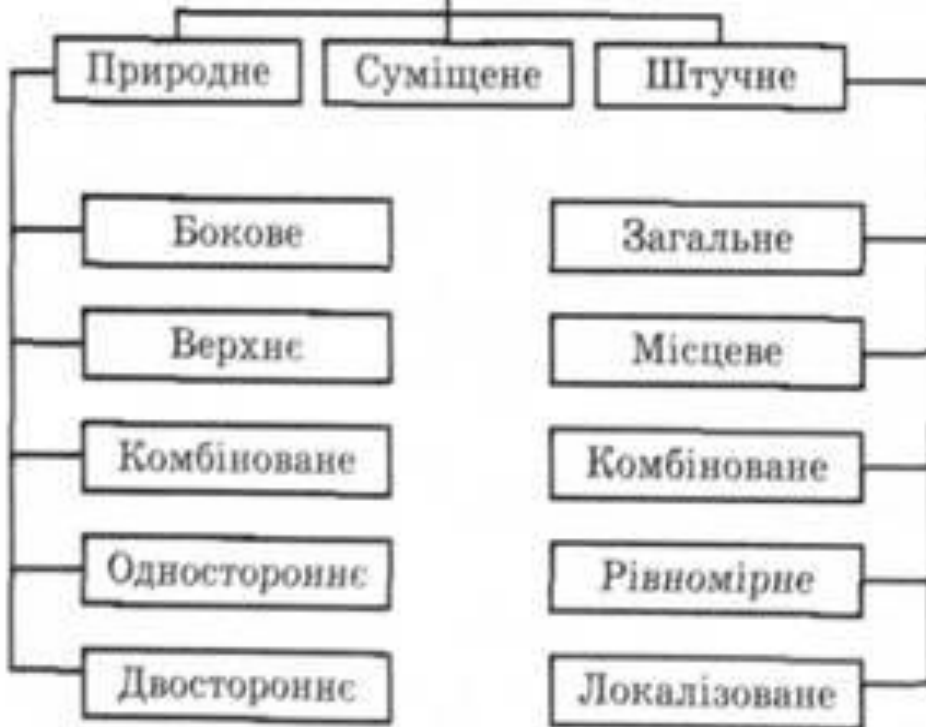 Природне Суміщене Штучне
Бокове Загальне
Верхнє Місцеве
Комбіноване Комбіноване
Одностороннє Рівномірне
Двостороннє Локалізоване